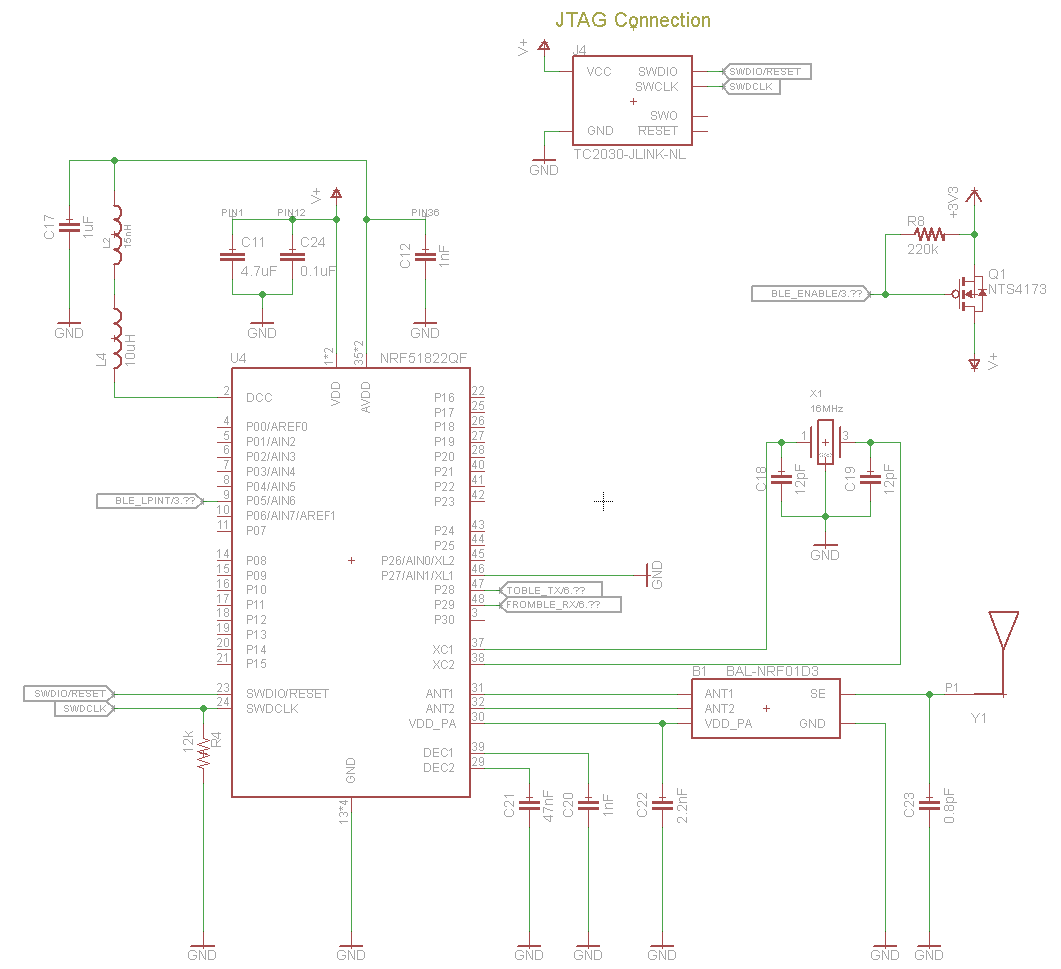 JTAG Connection
V+
J4
VCC
SWDIO
SWDIO/RESET
SWCLK
SWDCLK
SWO
GND
RESET
TC2030-JLINK-NL
GND
C17
1uF
L2
15nH
GND
L4
10uH
V+
PIN1
PIN12
PIN36
C11
4.7uF
C24
0.1uF
GND
C12
1nF
GND
+3V3
R8
220k
Q1
NTS4173
BLE_ENABLE/3.??
V+
U4
NRF51822QF
1*2
35*2
VDD
AVDD
2 DCC
4 P00/AREF0
5 P01/AIN2
6 P02/AIN3
7 P03/AIN4
8 P04/AIN5
BLE_LPINT/3.??
9 P05/AIN6
10 P06/AIN7/AREF1
11 P07
14 P08
15 P09
16 P10
17 P11
18 P12
19 P13
20 P14
21 P15
SWDIO/RESET
23 SWDIO/RESET
SWDCLK
24 SWDCLK
P16 22
P17 25
P18 26
P19 27
P20 28
P21 40
P22 41
P23 42
P24 43
P25 44
P26/AIN0/XL2 45
P27/AIN1/XL1 46
GND
P28 47
TOBLE_TX/6.??
P29 48
FROMBLE_RX/6.??
P30 3
XC1 37
XC2 38
ANT1 31
ANT2 32
VDD_PA 30
DEC1 39
DEC2 29
GND
13*4
X1
16MHz
1
3
C18
12pF
C19
12pF
GND
B1
BAL-NRF01D3
ANT1
SE
ANT2
VDD_PA
GND
P1
Y1
12k
R4
C21
47nF
C20
1nF
C22
2.2nF
C23
0.8pF
GND
GND
GND
GND
GND
GND
GND